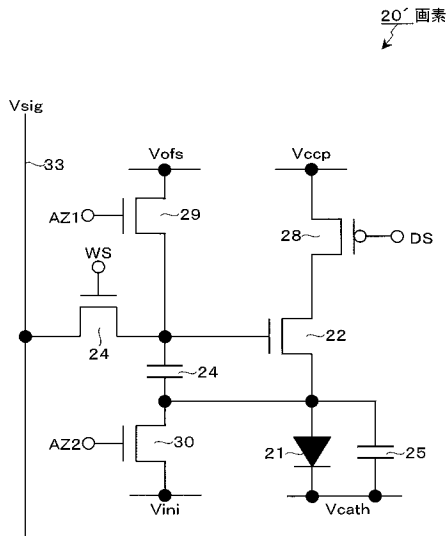 20´ 画素
Vsig
33
Vofs
Vccp
AZ1
29
28
DS
WS
24
22
24
AZ2
30
21
25
Vini
Vcath